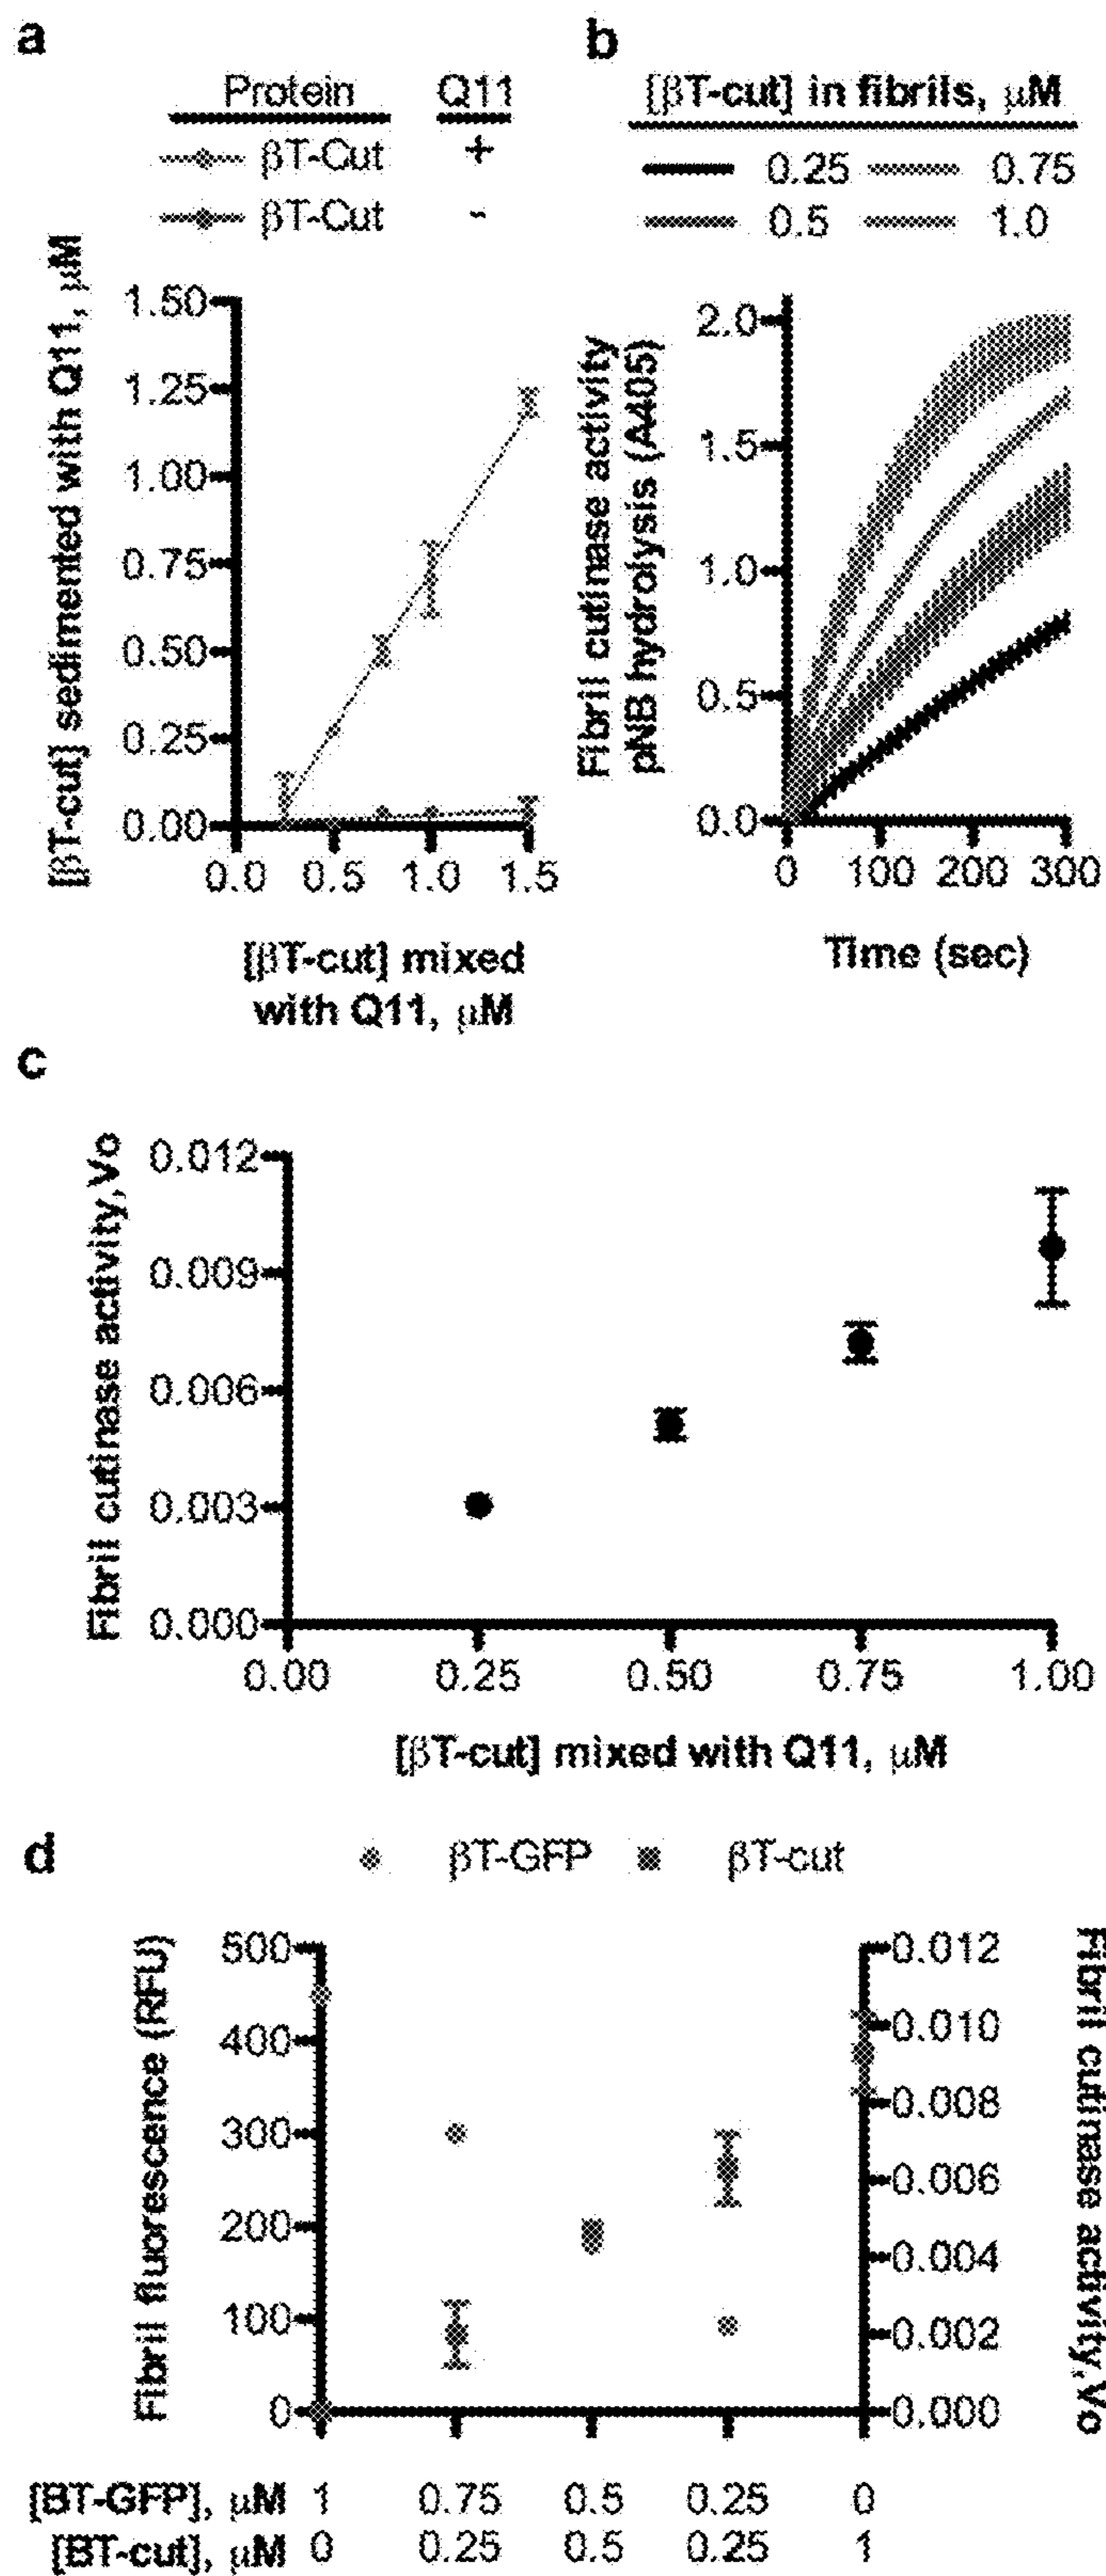 a
Protein Q11
βT-Cut +
βT-Cut -
[βT-cut] sedimented with Q11, μM
1.50
1.25
1.00
0.75
0.50
0.25
0.00
0.0 0.5 1.0 1.5
[βT-cut] mixed
with Q11, μM
b
[βT-cut] in fibrils, μM
0.25 0.75
0.5 1.0
Fibril cutinase activity
pNB hydrolysis (A405)
2.0
1.5
1.0
0.5
0.0
0 100 200 300
Time (sec)
c
Fibril cutinase activity,Vo
0.012
0.009
0.006
0.003
0.000
0.00 0.25 0.50 0.75 1.00
[βT-cut] mixed with Q11, μM
d
βT-GFP βT-cut
Fibril fluorescence (RFU)
500
400
300
200
100
0
0.012
0.010
0.008
0.006
0.004
0.002
0.000
Fibril cutinase activity,Vo
[BT-GFP], μM 1 0.75 0.5 0.25 0
[BT-cut], μM 0 0.25 0.5 0.25 1